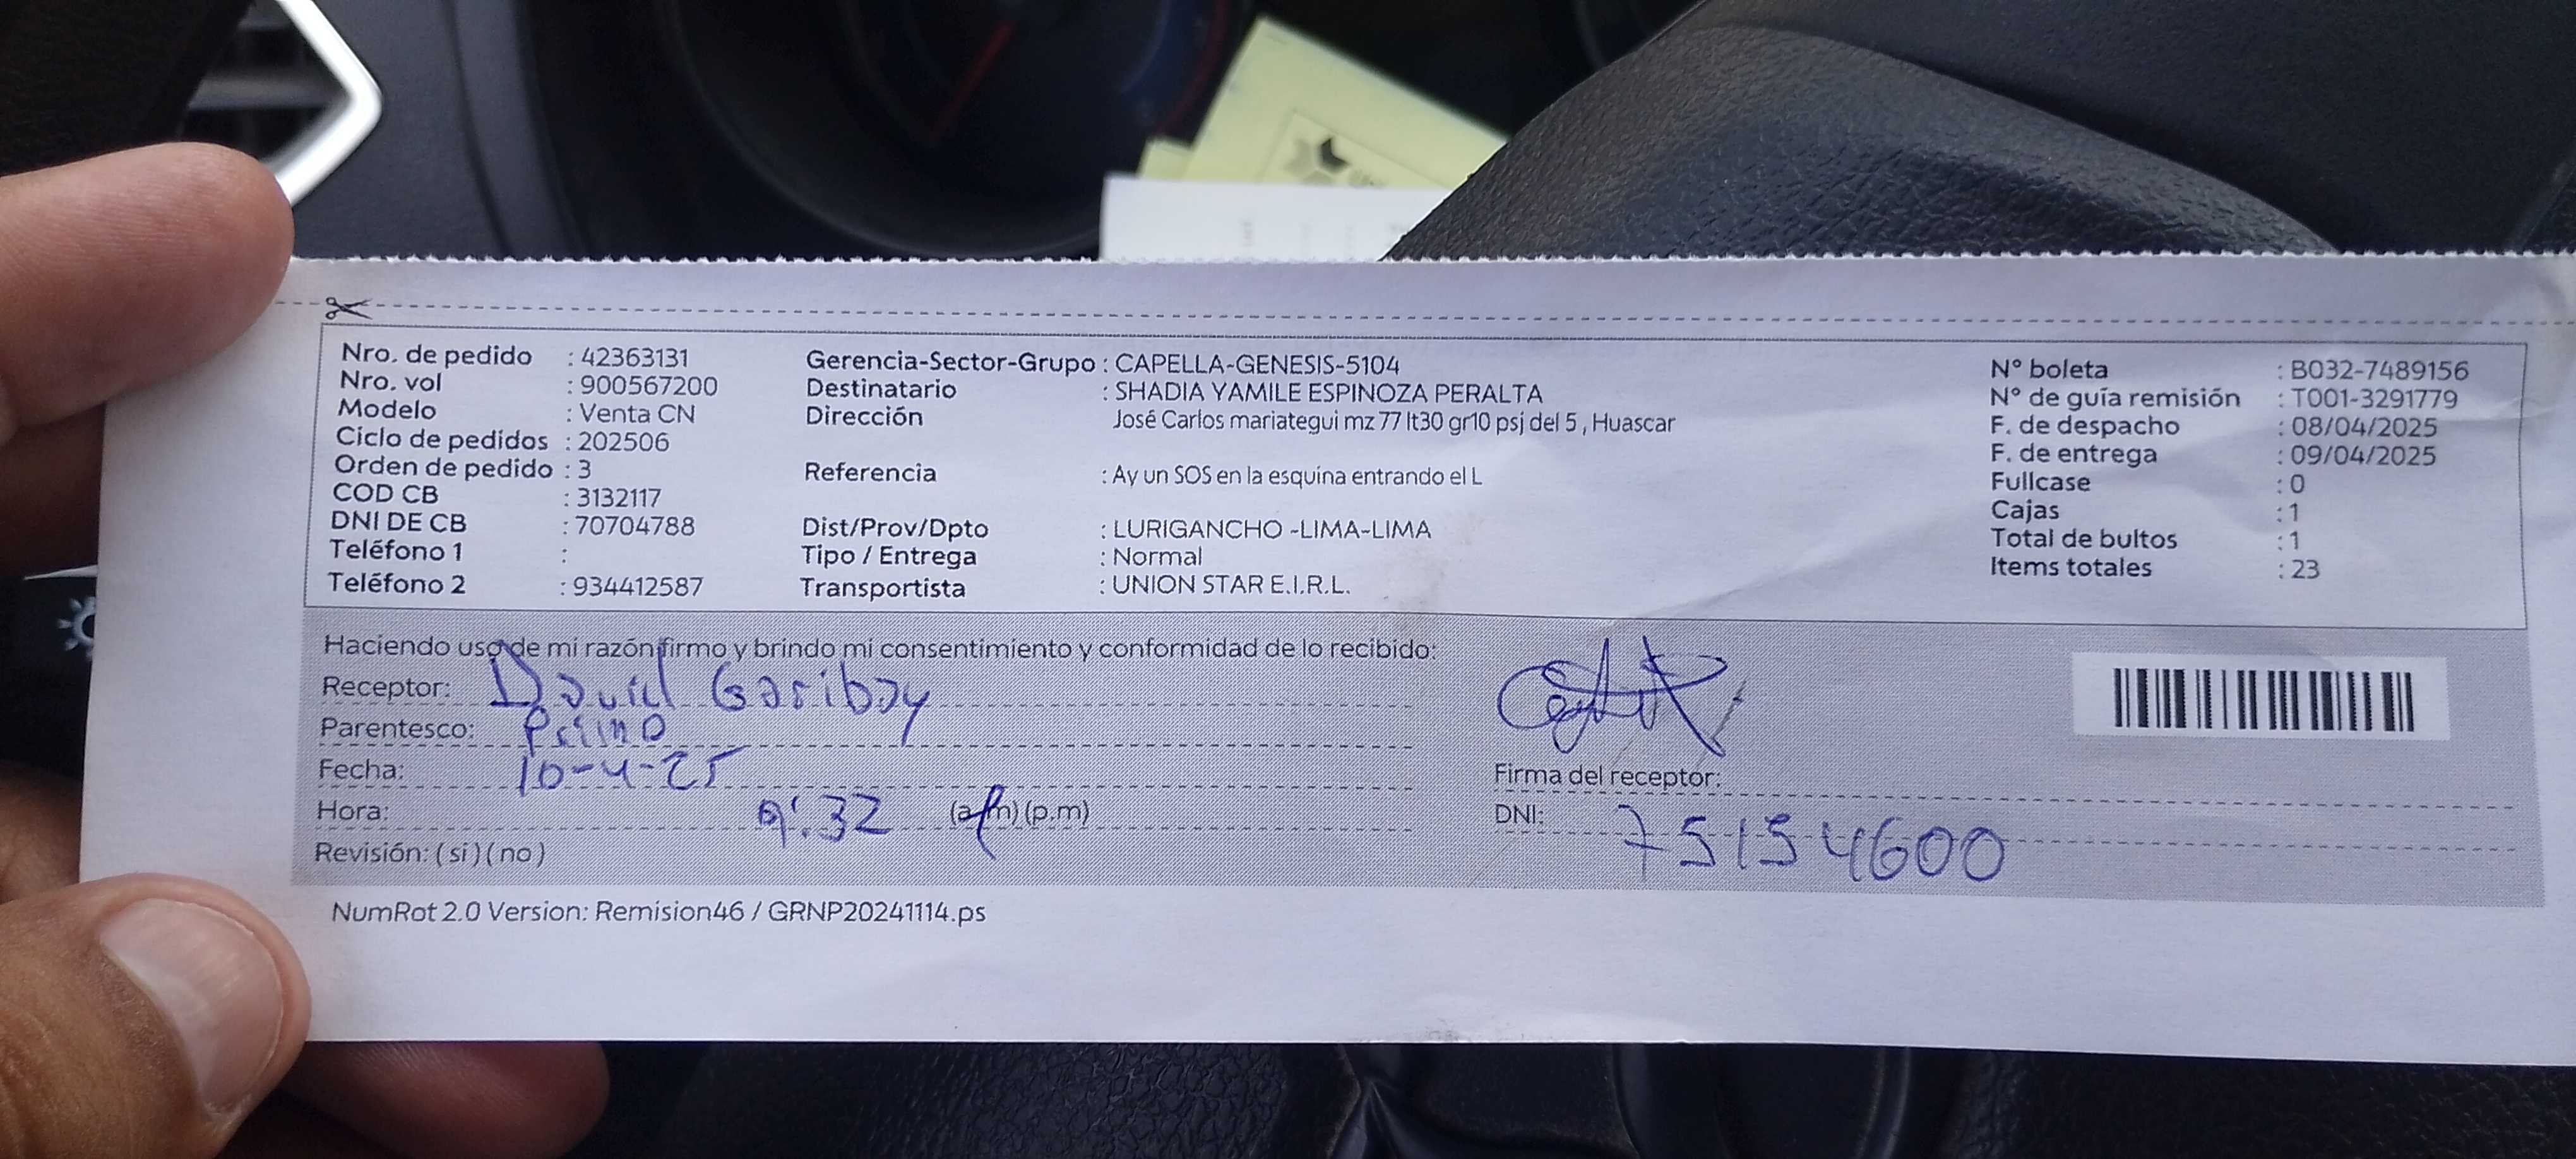 Nro. de pedido : 42363131
Nro. vol : 900567200
Modelo : Venta CN
Ciclo de pedidos : 202506
Orden de pedido : 3
COD CB : 3132117
DNI DE CB : 70704788
Teléfono 1 :
Teléfono 2 : 934412587
Gerencia-Sector-Grupo : CAPELLA-GENESIS-5104
Destinatario : SHADIA YAMILE ESPINOZA PERALTA
Dirección José Carlos mariategui mz 77 lt30 gr10 psj del 5 , Huascar
Referencia : Ay un SOS en la esquina entrando el L
Dist/Prov/Dpto : LURIGANCHO -LIMA-LIMA
Tipo / Entrega : Normal
Transportista : UNION STAR E.I.R.L.
N° boleta : B032-7489156
N° de guía remisión : T001-3291779
F. de despacho : 08/04/2025
F. de entrega : 09/04/2025
Fullcase : 0
Cajas : 1
Total de bultos : 1
Items totales : 23
Haciendo uso de mi razón firmo y brindo mi consentimiento y conformidad de lo recibido:
Receptor: David Garibay
Parentesco: Primo
Fecha: 10-4-25
Hora: 9:32 (a.m) (p.m)
Revisión: ( si ) ( no )
Firma del receptor:
DNI: 75154600
NumRot 2.0 Version: Remision46 / GRNP20241114.ps